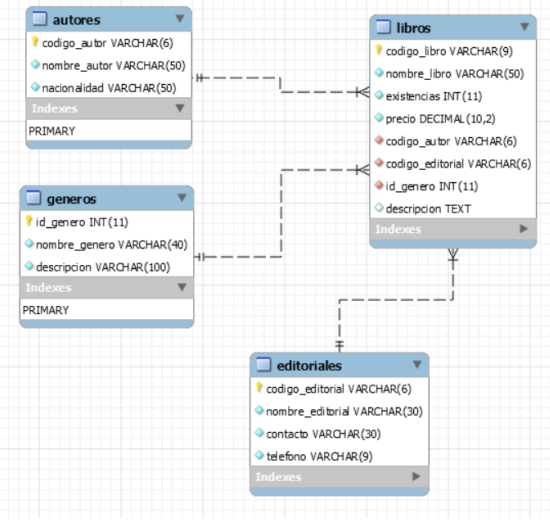 autores
codigo_autor VARCHAR(6)
nombre_autor VARCHAR(50)
nacionalidad VARCHAR(50)
Indexes
PRIMARY
libros
codigo_libro VARCHAR(9)
nombre_libro VARCHAR(50)
existencias INT(11)
precio DECIMAL(10,2)
codigo_autor VARCHAR(6)
codigo_editorial VARCHAR(6)
id_genero INT(11)
descripcion TEXT
Indexes
generos
id_genero INT(11)
nombre_genero VARCHAR(40)
descripcion VARCHAR(100)
Indexes
PRIMARY
editoriales
codigo_editorial VARCHAR(6)
nombre_editorial VARCHAR(30)
contacto VARCHAR(30)
telefono VARCHAR(9)
Indexes